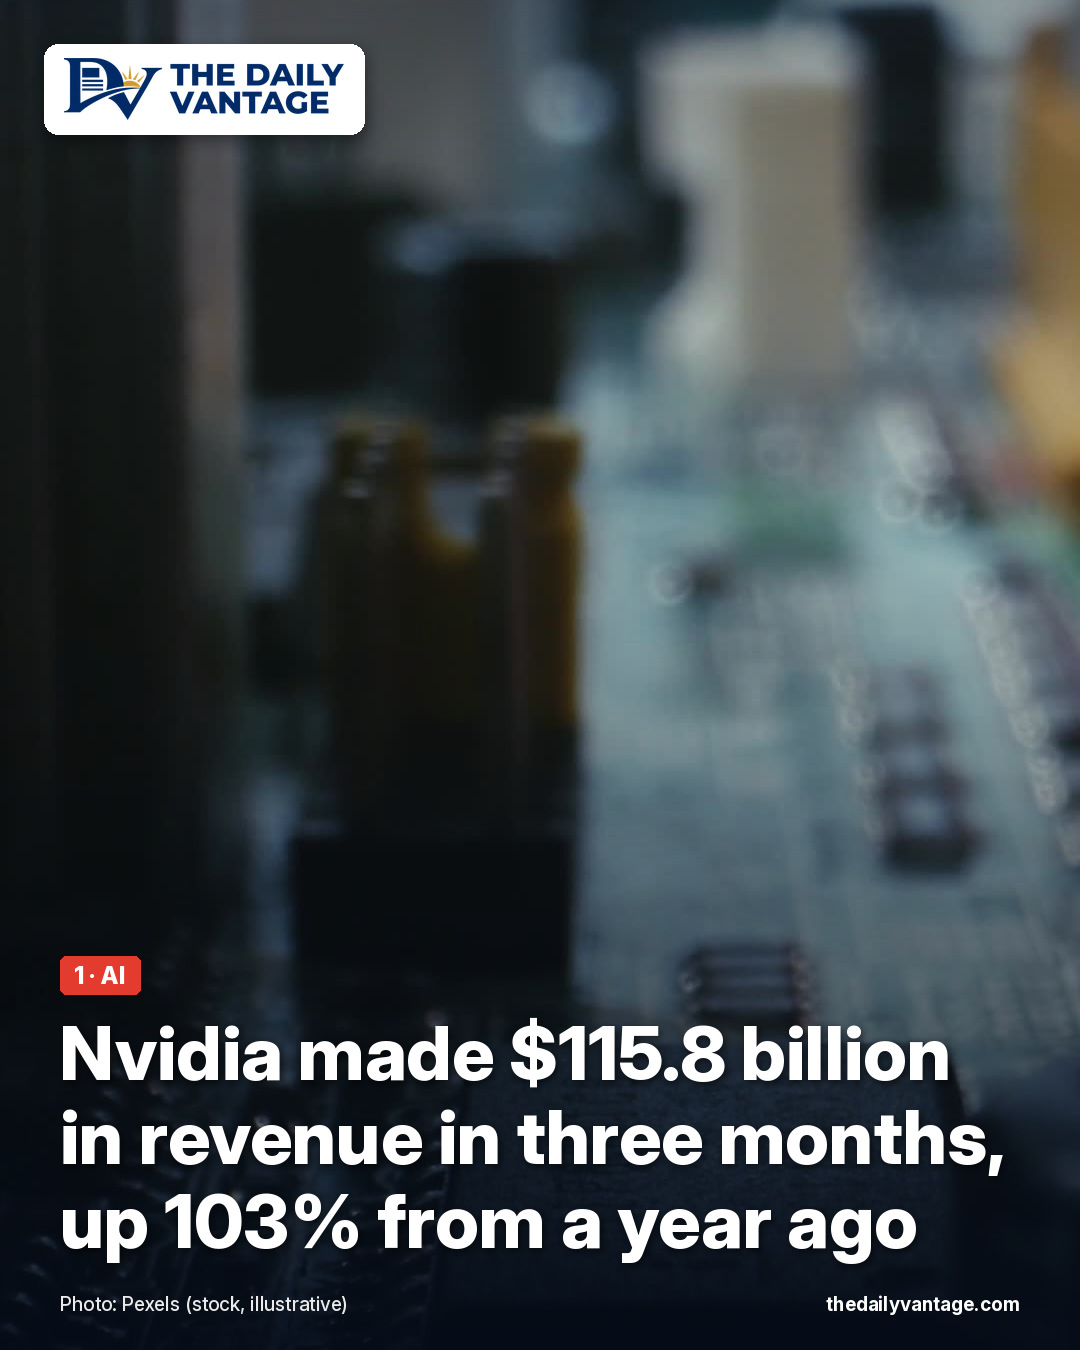 THE DAILY
VANTAGE
1 · AI
Nvidia made $115.8 billion
in revenue in three months,
up 103% from a year ago
Photo: Pexels (stock, illustrative)
thedailyvantage.com